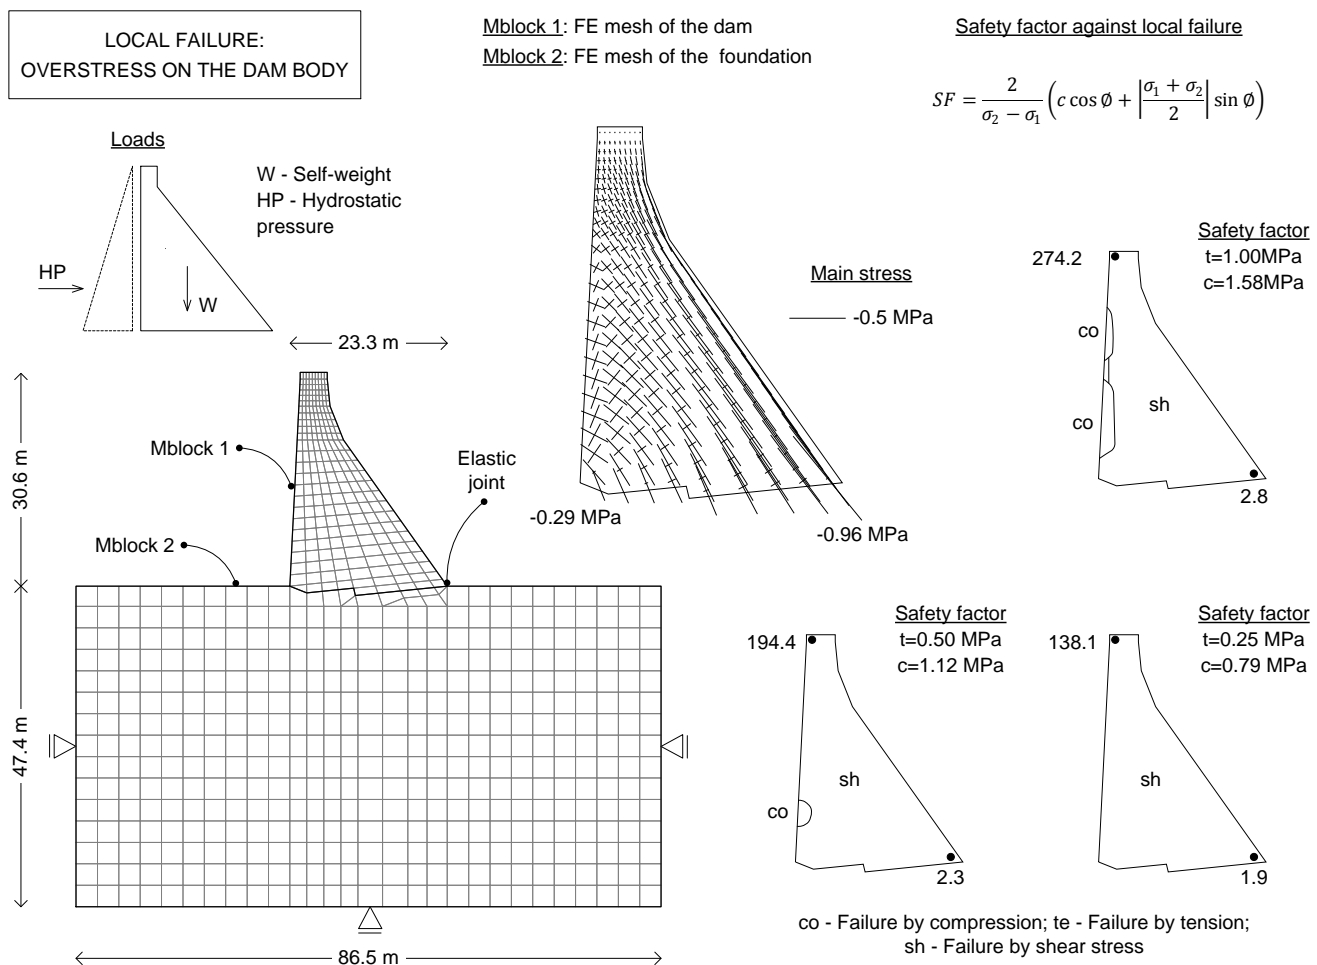 LOCAL FAILURE:
OVERSTRESS ON THE DAM BODY
Mblock 1: FE mesh of the dam
Mblock 2: FE mesh of the foundation
Safety factor against local failure
SF = 2 / (σ₂ − σ₁) (c cos Ø + |(σ₁ + σ₂) / 2| sin Ø)
Loads
W - Self-weight
HP - Hydrostatic
pressure
HP
W
Main stress
-0.5 MPa
-0.29 MPa
-0.96 MPa
23.3 m
30.6 m
47.4 m
86.5 m
Mblock 1
Mblock 2
Elastic
joint
Safety factor
t=1.00MPa
c=1.58MPa
274.2
co
co
sh
2.8
Safety factor
t=0.50 MPa
c=1.12 MPa
194.4
sh
co
2.3
Safety factor
t=0.25 MPa
c=0.79 MPa
138.1
sh
1.9
co - Failure by compression; te - Failure by tension;
sh - Failure by shear stress